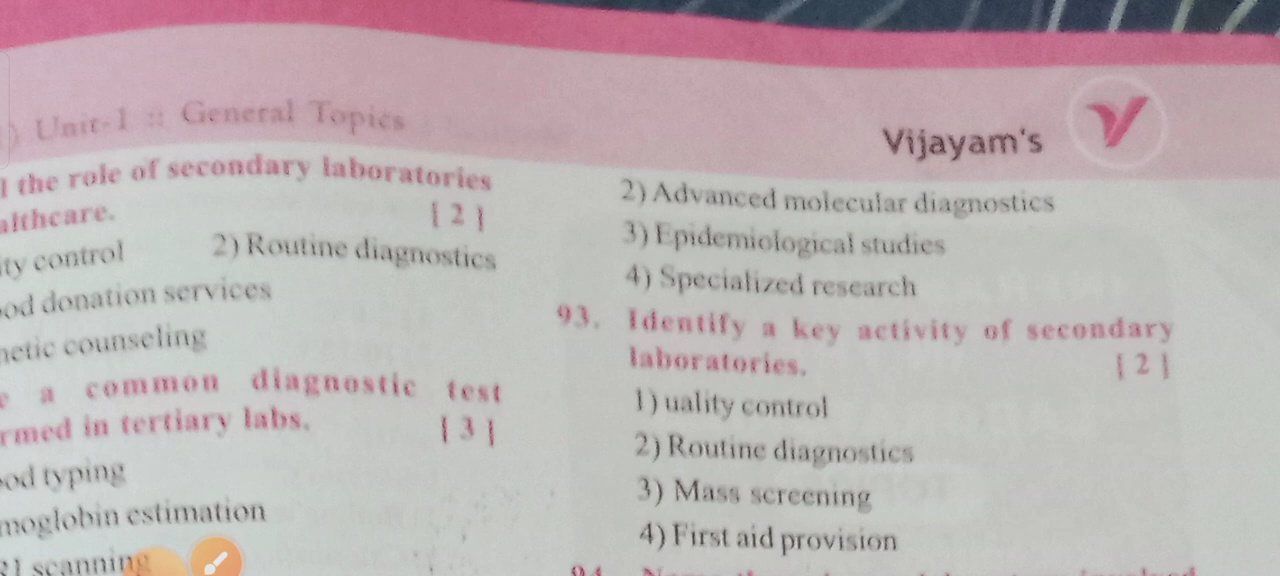 Unit-1 :: General Topics
Vijayam's
the role of secondary laboratories
althcare. [ 2 ]
ity control 2) Routine diagnostics
od donation services
netic counseling
a common diagnostic test
rmed in tertiary labs. [ 3 ]
od typing
moglobin estimation
scanning
2) Advanced molecular diagnostics
3) Epidemiological studies
4) Specialized research
93. Identify a key activity of secondary
laboratories. [ 2 ]
1) uality control
2) Routine diagnostics
3) Mass screening
4) First aid provision